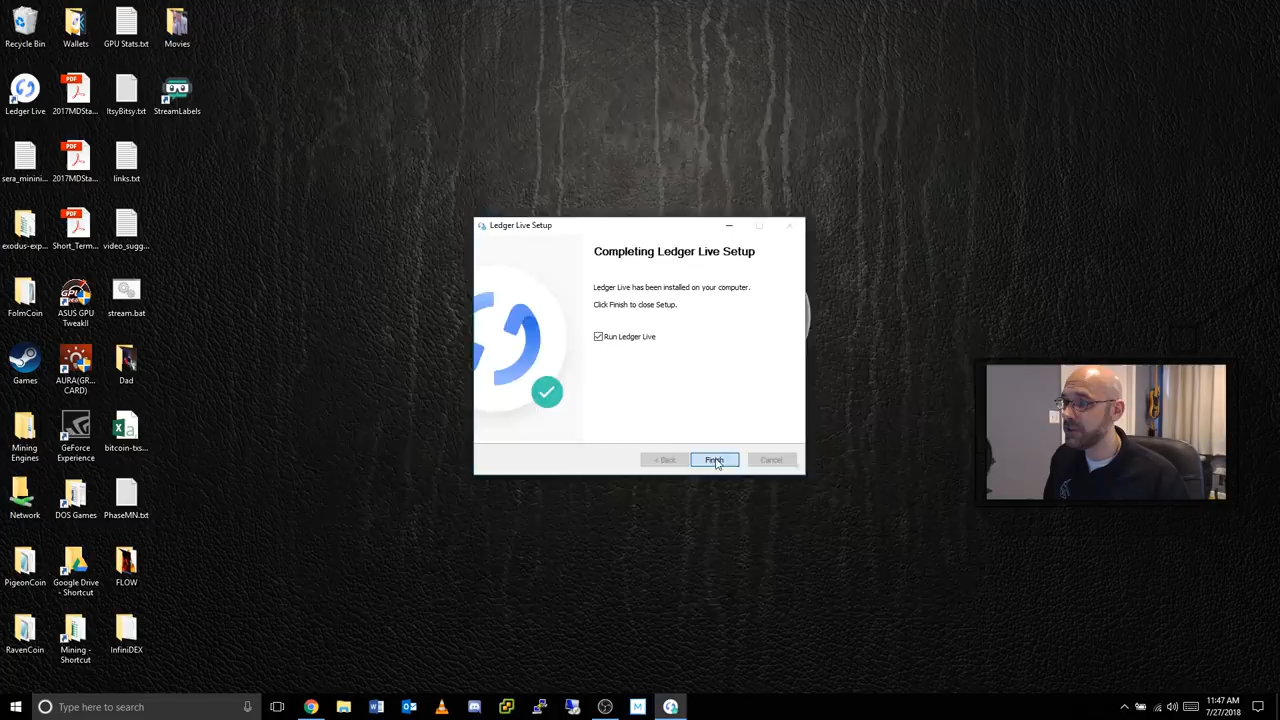 Recycle Bin
Wallets
GPU Stats.txt
Movies
Ledger Live
PDF
2017MDSta...
ItsyBitsy.txt
StreamLabels
sera_minini...
PDF
2017MDSta...
links.txt
exodus-exp...
PDF
Short_Term...
video_sugg...
FolmCoin
ASUS GPU
TweakII
stream.bat
Games
AURA(GR...
CARD)
Dad
Mining
Engines
GeForce
Experience
bitcoin-txs...
Network
DOS Games
PhaseMN.txt
PigeonCoin
Google Drive
- Shortcut
FLOW
RavenCoin
Mining -
Shortcut
InfiniDEX
Ledger Live Setup
Completing Ledger Live Setup
Ledger Live has been installed on your computer.
Click Finish to close Setup.
Run Ledger Live
< Back
Finish
Cancel
Type here to search
11:47 AM
7/27/2018